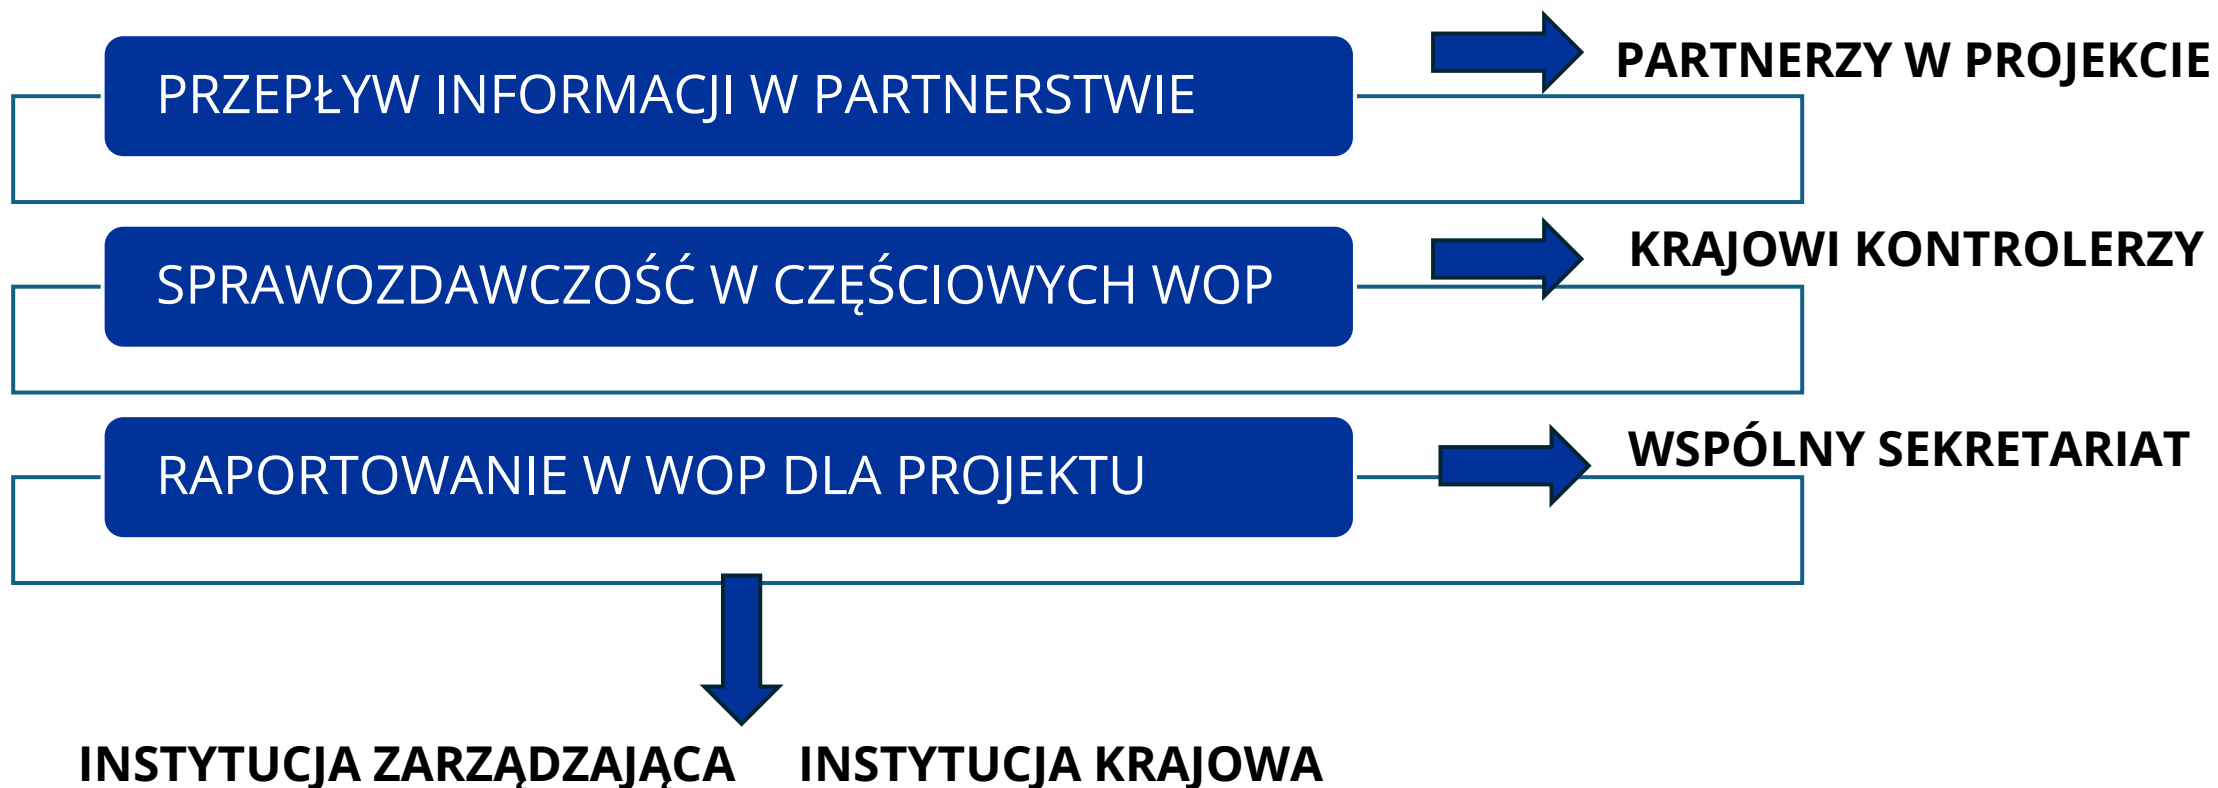 PRZEPŁYW INFORMACJI W PARTNERSTWIE
PARTNERZY W PROJEKCIE
SPRAWOZDAWCZOŚĆ W CZĘŚCIOWYCH WOP
KRAJOWI KONTROLERZY
RAPORTOWANIE W WOP DLA PROJEKTU
WSPÓLNY SEKRETARIAT
INSTYTUCJA ZARZĄDZAJĄCA
INSTYTUCJA KRAJOWA